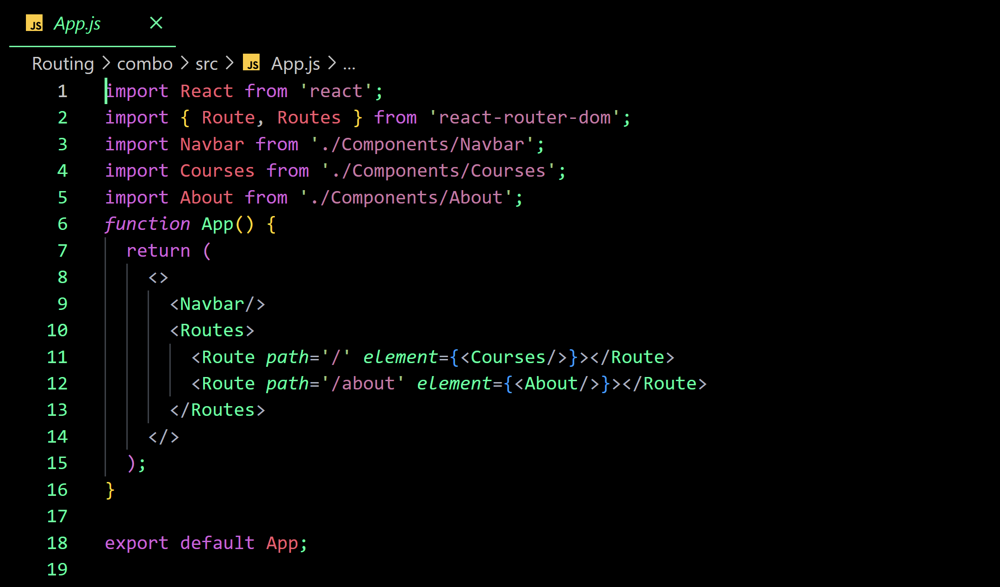 JS App.js
Routing > combo > src > JS App.js > ...
1 import React from 'react';
2 import { Route, Routes } from 'react-router-dom';
3 import Navbar from './Components/Navbar';
4 import Courses from './Components/Courses';
5 import About from './Components/About';
6 function App() {
7   return (
8     <>
9       <Navbar/>
10       <Routes>
11         <Route path='/' element={<Courses/>}></Route>
12         <Route path='/about' element={<About/>}></Route>
13       </Routes>
14     </>
15   );
16 }
17
18 export default App;
19